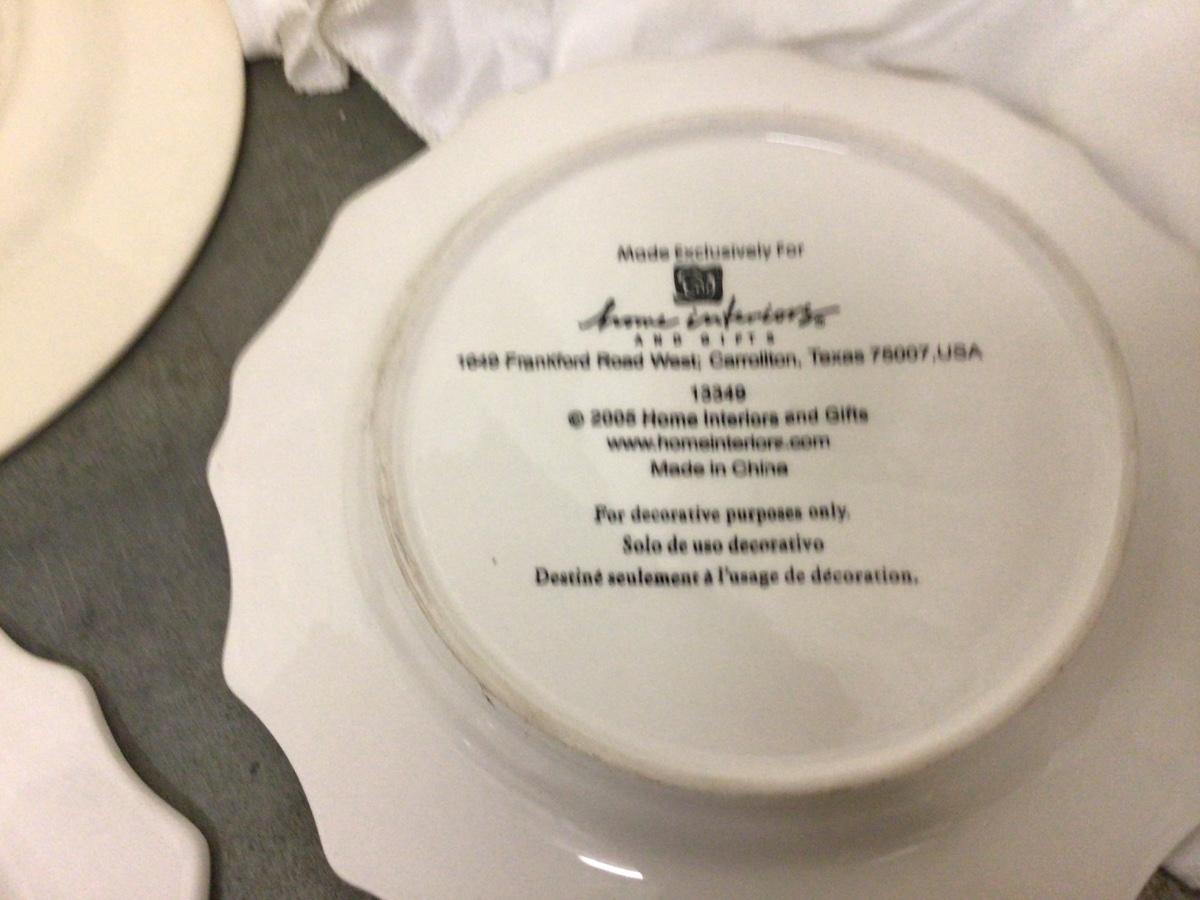 Made Exclusively For
home interiors
AND GIFTS
1649 Frankford Road West, Carrollton, Texas 75007, USA
13349
© 2005 Home Interiors and Gifts
www.homeinteriors.com
Made in China
For decorative purposes only.
Solo de uso decorativo
Destiné seulement à l'usage de décoration.